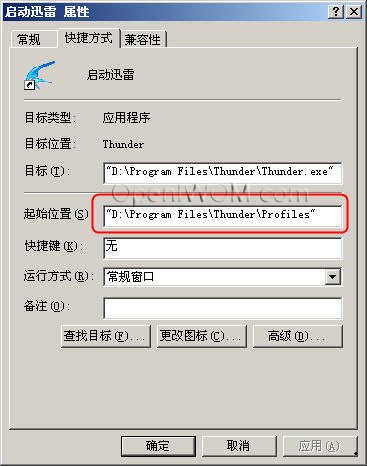 启动迅雷 属性
常规 快捷方式 兼容性
启动迅雷
目标类型: 应用程序
目标位置: Thunder
目标(T): "D:\Program Files\Thunder\Thunder.exe"
OpenIWOM.com
起始位置(S) "D:\Program Files\Thunder\Profiles"
快捷键(K): 无
运行方式(R): 常规窗口
备注(O):
查找目标(F)... 更改图标(C)... 高级(D)...
确定 取消 应用(A)